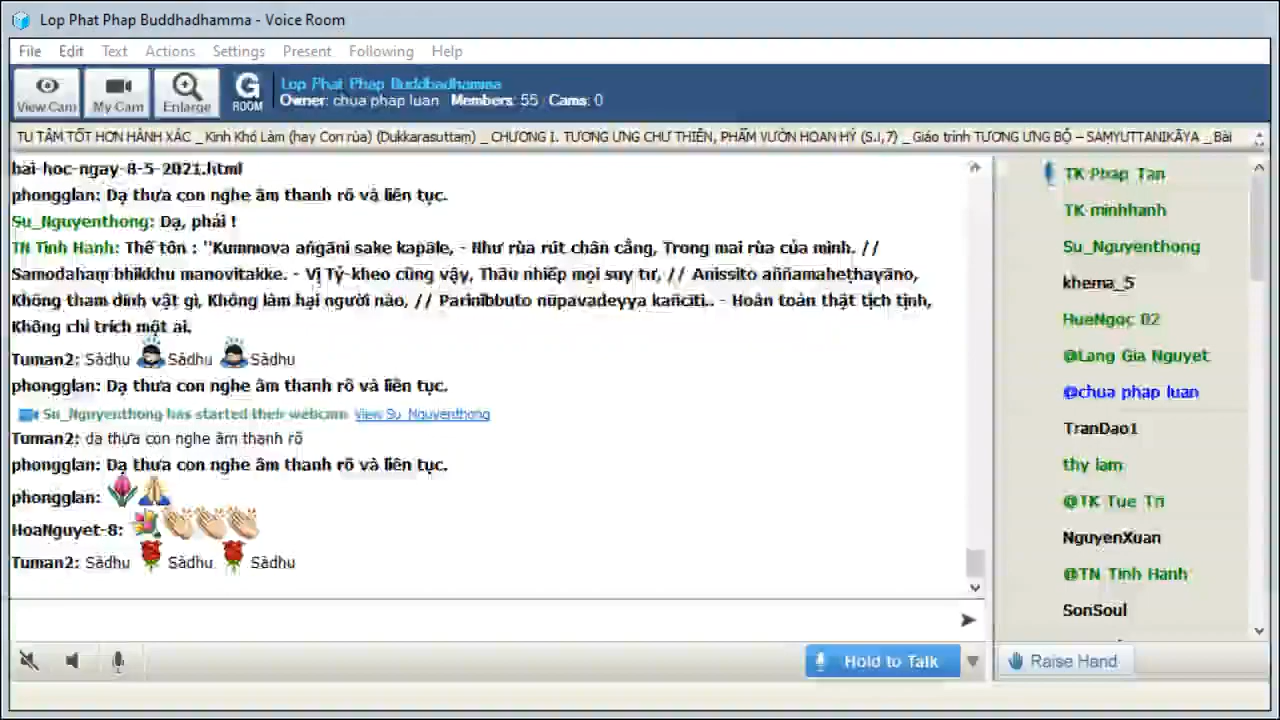 Lop Phat Phap Buddhadhamma - Voice Room
File Edit Text Actions Settings Present Following Help
View Cam My Cam Enlarge G ROOM
Lop Phat Phap Buddhadhamma
Owner: chua phap luan Members: 55 Cams: 0
TU TÂM TỐT HƠN HÀNH XÁC _Kinh Khó Làm (hay Con rùa) (Dukkarasuttaṃ) _ CHƯƠNG I. TƯƠNG ƯNG CHƯ THIÊN, PHẨM VƯỜN HOAN HỶ (S.I,7) _Giáo trình TƯƠNG ƯNG BỘ – SAṂYUTTANIKĀYA _Bài
bai-hoc-ngay-8-5-2021.html
phongglan: Dạ thưa con nghe âm thanh rõ và liên tục.
Su_Nguyenthong: Dạ, phải !
TN Tinh Hanh: Thế tôn : "Kummova aṅgāni sake kapāle, - Như rùa rút chân cẳng, Trong mai rùa của mình. //
Samodahaṃ bhikkhu manovitakke. - Vị Tỷ-kheo cũng vậy, Thâu nhiếp mọi suy tư, // Anissito aññamaheṭhayāno,
Không tham dính vật gì, Không làm hại người nào, // Parinibbuto nūpavadeyya kañcīti.. - Hoàn toàn thật tịch tịnh,
Không chỉ trích một ai.
Tuman2: Sādhu Sādhu Sādhu
phongglan: Dạ thưa con nghe âm thanh rõ và liên tục.
Su_Nguyenthong has started their webcam View Su_Nguyenthong
Tuman2: dạ thưa con nghe âm thanh rõ
phongglan: Dạ thưa con nghe âm thanh rõ và liên tục.
phongglan:
HoaNguyet-8:
Tuman2: Sādhu Sādhu Sādhu
Hold to Talk
TK Phap Tan
TK minhhanh
Su_Nguyenthong
khema_5
HueNgoc 02
@Lang Gia Nguyet
@chua phap luan
TranDao1
thy lam
@TK Tue Tri
NguyenXuan
@TN Tinh Hanh
SonSoul
Raise Hand